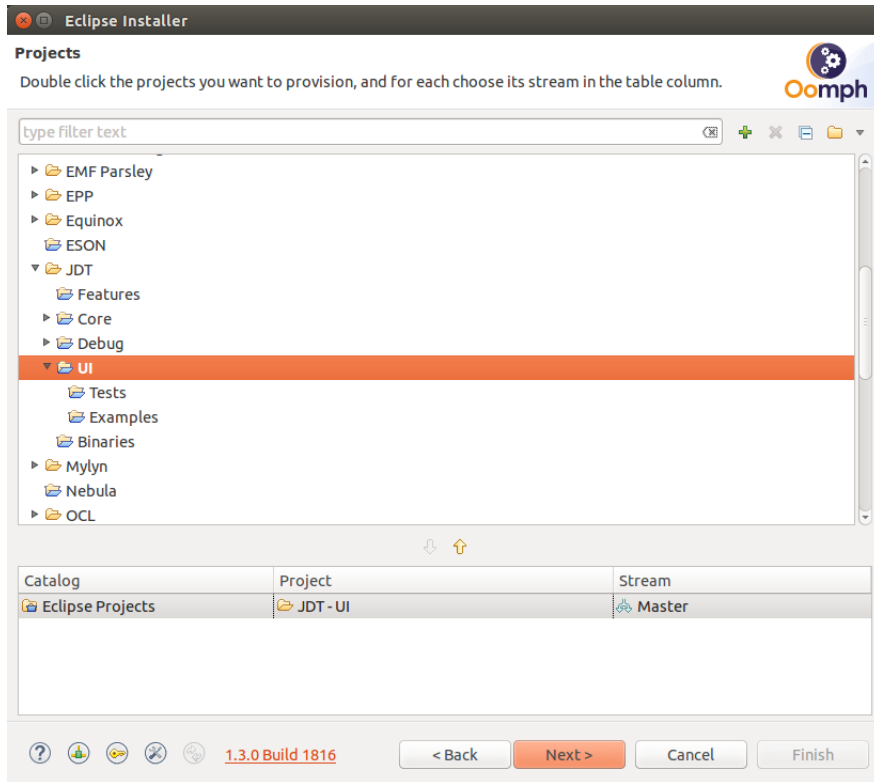 Eclipse Installer
Projects
Double click the projects you want to provision, and for each choose its stream in the table column.
Oomph
type filter text
EMF Parsley
EPP
Equinox
ESON
JDT
Features
Core
Debug
UI
Tests
Examples
Binaries
Mylyn
Nebula
OCL
Catalog Project Stream
Eclipse Projects JDT - UI Master
1.3.0 Build 1816 < Back Next > Cancel Finish